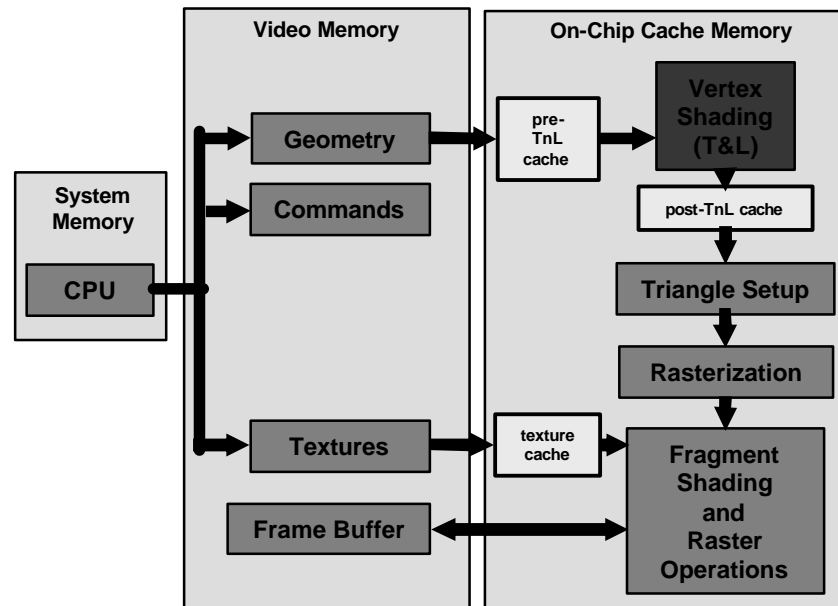 Video Memory
On-Chip Cache Memory
System
Memory
CPU
Geometry
Commands
Textures
Frame Buffer
pre-
TnL
cache
Vertex
Shading
(T&L)
post-TnL cache
Triangle Setup
Rasterization
texture
cache
Fragment
Shading
and
Raster
Operations